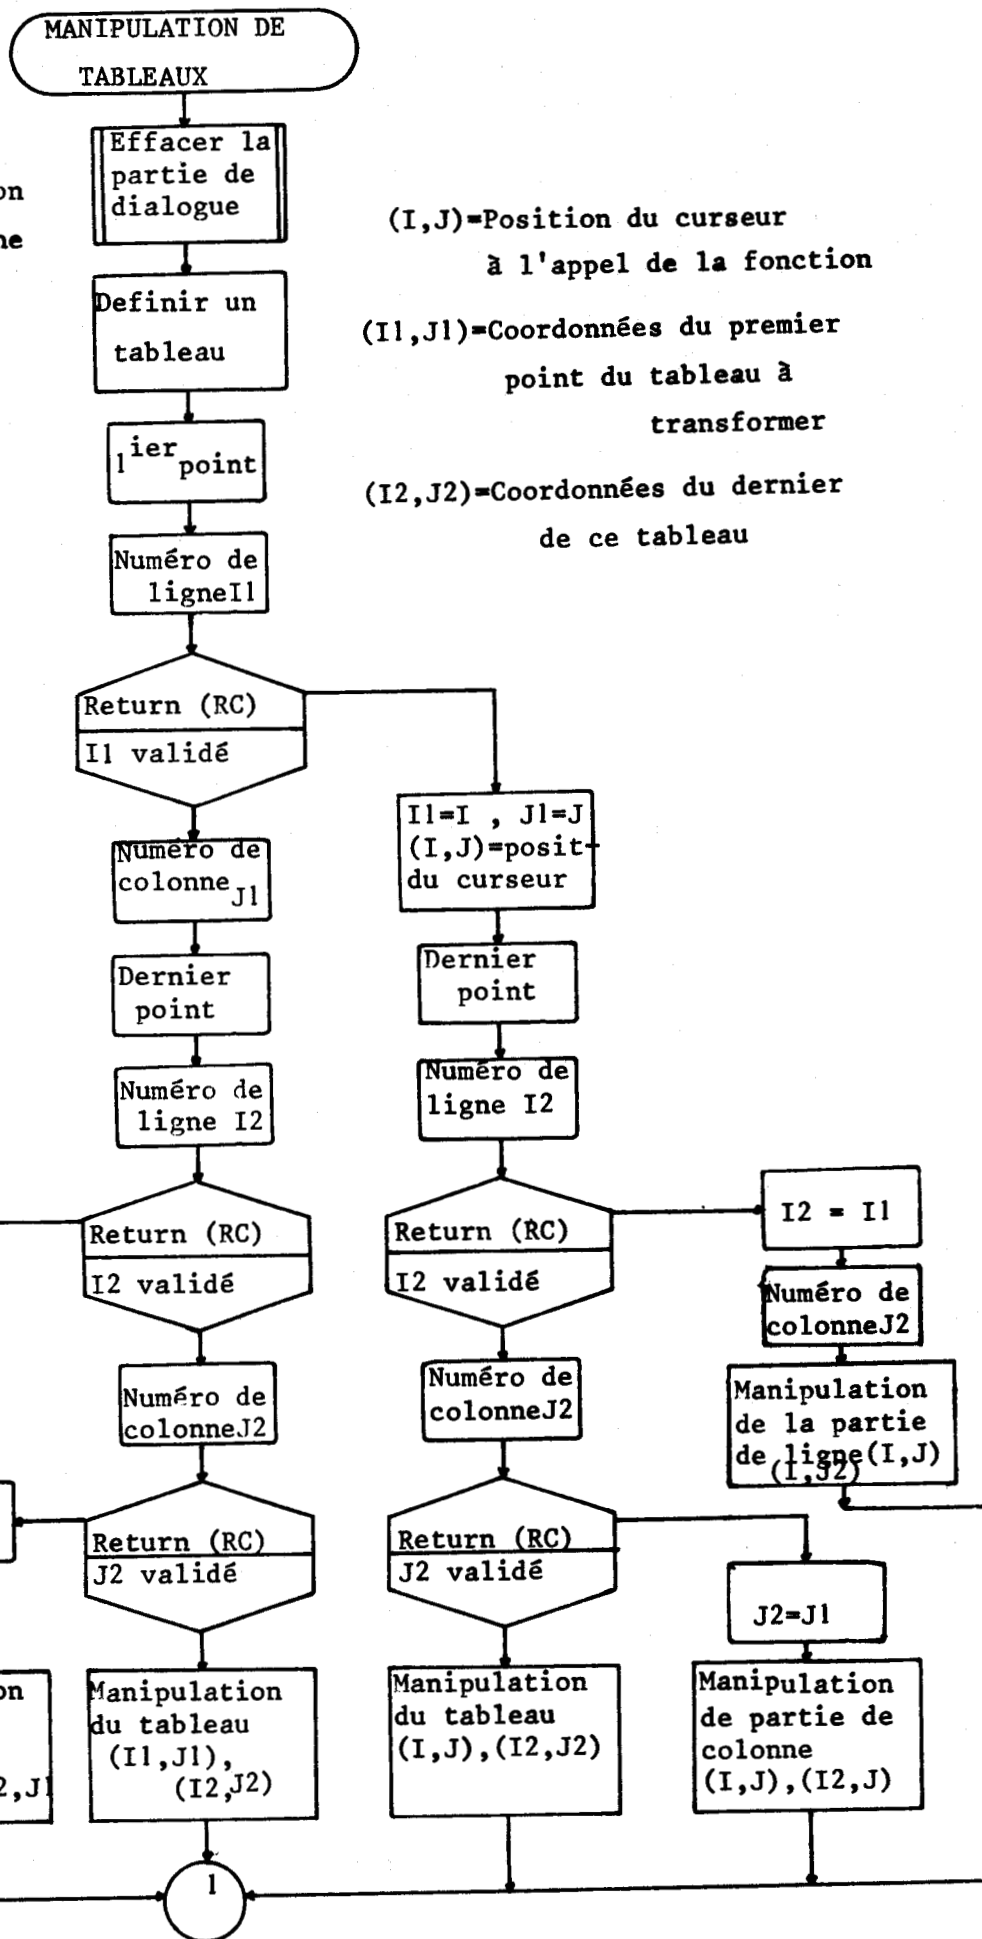 MANIPULATION DE
TABLEAUX
Effacer la
partie de
dialogue
on
ne
(I,J)=Position du curseur
à l'appel de la fonction
Definir un
tableau
(I1,J1)=Coordonnées du premier
point du tableau à
transformer
1ier point
(I2,J2)=Coordonnées du dernier
de ce tableau
Numéro de
ligneI1
Return (RC)
I1 validé
I1=I , J1=J
(I,J)=posit
du curseur
Numéro de
colonne J1
Dernier
point
Dernier
point
Numéro de
ligne I2
Numéro de
ligne I2
Return (RC)
I2 validé
Return (RC)
I2 validé
I2 = I1
Numéro de
colonneJ2
Numéro de
colonneJ2
Numéro de
colonneJ2
Manipulation
de la partie
de ligne(I,J)
(I,J2)
Return (RC)
J2 validé
Return (RC)
J2 validé
J2=J1
on
2,J1
Manipulation
du tableau
(I1,J1),
(I2,J2)
Manipulation
du tableau
(I,J),(I2,J2)
Manipulation
de partie de
colonne
(I,J),(I2,J)
1